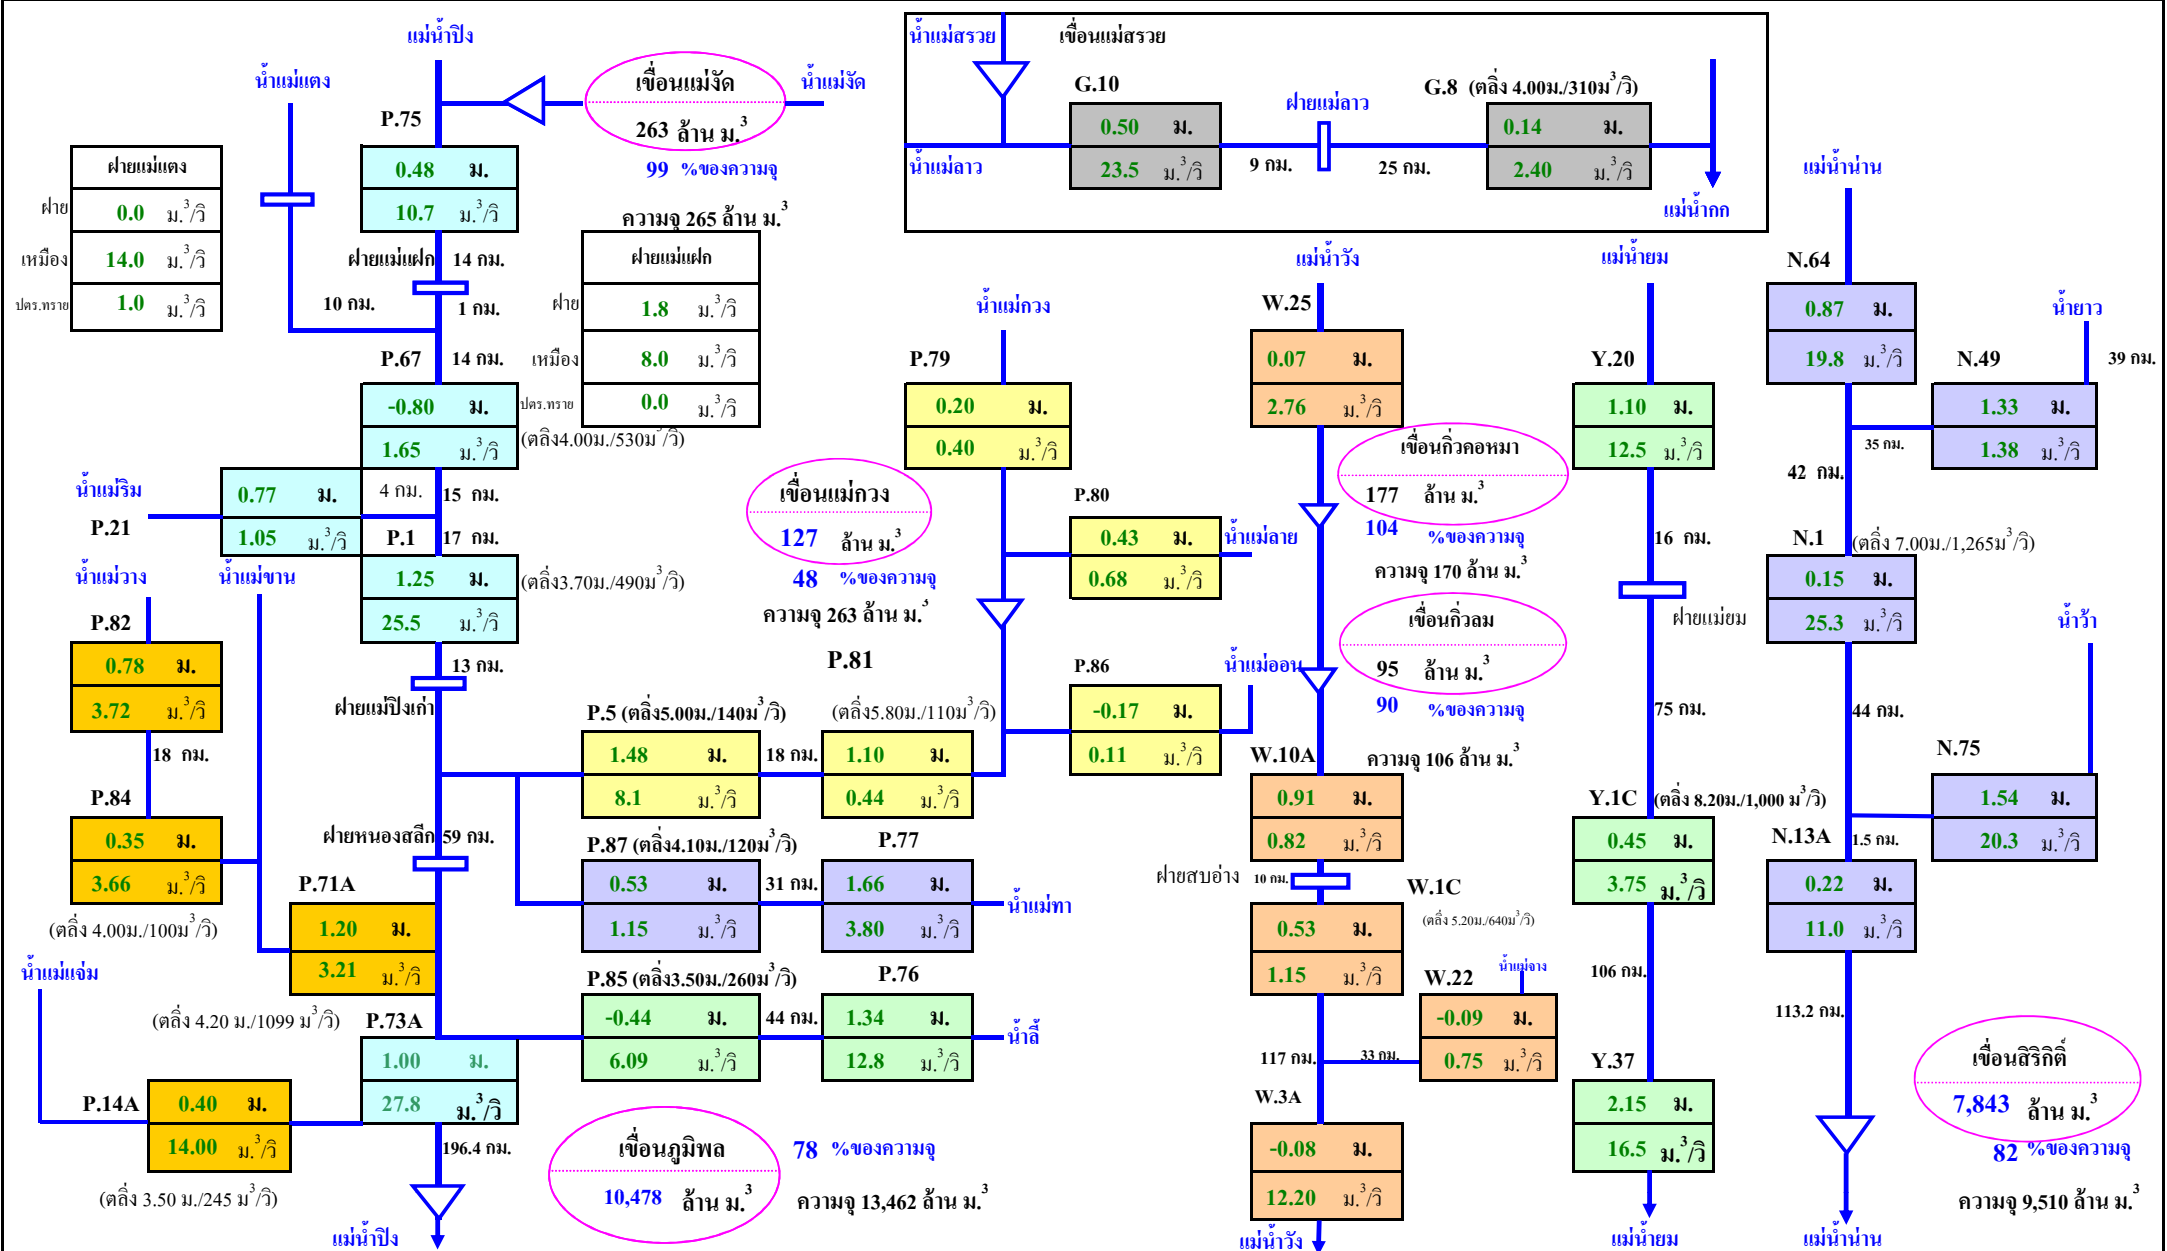 แม่น้ำปิง
น้ำแม่แตง
เขื่อนแม่งัด
263 ล้าน ม.³
99 %ของความจุ
ความจุ 265 ล้าน ม.³
น้ำแม่งัด
P.75
0.48 ม.
10.7 ม.³/วิ
ฝายแม่แตง
ฝาย 0.0 ม.³/วิ
เหมือง 14.0 ม.³/วิ
ปตร.ทราย 1.0 ม.³/วิ
ฝายแม่แฝก 14 กม.
10 กม.
1 กม.
ฝายแม่แฝก
ฝาย 1.8 ม.³/วิ
เหมือง 8.0 ม.³/วิ
ปตร.ทราย 0.0 ม.³/วิ
P.67
14 กม.
-0.80 ม.
1.65 ม.³/วิ
(ตลิ่ง4.00ม./530ม³/วิ)
น้ำแม่ริม
P.21
0.77 ม.
1.05 ม.³/วิ
4 กม.
15 กม.
P.1
17 กม.
1.25 ม.
25.5 ม.³/วิ
(ตลิ่ง3.70ม./490ม³/วิ)
น้ำแม่วาง
น้ำแม่ขาน
P.82
0.78 ม.
3.72 ม.³/วิ
18 กม.
P.84
0.35 ม.
3.66 ม.³/วิ
(ตลิ่ง 4.00ม./100ม³/วิ)
13 กม.
ฝายแม่ปิงเก่า
ฝายหนองสลีก 59 กม.
P.71A
1.20 ม.
3.21 ม.³/วิ
น้ำแม่แจ่ม
(ตลิ่ง 4.20 ม./1099 ม³/วิ)
P.73A
1.00 ม.
27.8 ม.³/วิ
P.14A
0.40 ม.
14.00 ม.³/วิ
(ตลิ่ง 3.50 ม./245 ม³/วิ)
196.4 กม.
แม่น้ำปิง
น้ำแม่กวง
P.79
0.20 ม.
0.40 ม.³/วิ
เขื่อนแม่กวง
127 ล้าน ม.³
48 %ของความจุ
ความจุ 263 ล้าน ม.³
P.80
0.43 ม.
0.68 ม.³/วิ
น้ำแม่ลาย
P.86
-0.17 ม.
0.11 ม.³/วิ
น้ำแม่ออน
P.81
(ตลิ่ง5.80ม./110ม³/วิ)
1.10 ม.
0.44 ม.³/วิ
18 กม.
P.5 (ตลิ่ง5.00ม./140ม³/วิ)
1.48 ม.
8.1 ม.³/วิ
P.87 (ตลิ่ง4.10ม./120ม³/วิ)
0.53 ม.
1.15 ม.³/วิ
31 กม.
P.77
1.66 ม.
3.80 ม.³/วิ
น้ำแม่ทา
P.85 (ตลิ่ง3.50ม./260ม³/วิ)
-0.44 ม.
6.09 ม.³/วิ
44 กม.
P.76
1.34 ม.
12.8 ม.³/วิ
น้ำลี้
เขื่อนภูมิพล
10,478 ล้าน ม.³
78 %ของความจุ
ความจุ 13,462 ล้าน ม.³
น้ำแม่สรวย
เขื่อนแม่สรวย
น้ำแม่ลาว
G.10
0.50 ม.
23.5 ม.³/วิ
ฝายแม่ลาว
9 กม.
25 กม.
G.8 (ตลิ่ง 4.00ม./310ม³/วิ)
0.14 ม.
2.40 ม.³/วิ
แม่น้ำกก
แม่น้ำวัง
W.25
0.07 ม.
2.76 ม.³/วิ
เขื่อนกิ่วคอหมา
177 ล้าน ม.³
104 %ของความจุ
ความจุ 170 ล้าน ม.³
เขื่อนกิ่วลม
95 ล้าน ม.³
90 %ของความจุ
ความจุ 106 ล้าน ม.³
W.10A
0.91 ม.
0.82 ม.³/วิ
ฝายสบอ่าง 10 กม.
W.1C
(ตลิ่ง 5.20ม./640ม³/วิ)
0.53 ม.
1.15 ม.³/วิ
W.22
น้ำแม่จาง
-0.09 ม.
0.75 ม.³/วิ
117 กม.
33 กม.
W.3A
-0.08 ม.
12.20 ม.³/วิ
แม่น้ำวัง
แม่น้ำยม
Y.20
1.10 ม.
12.5 ม.³/วิ
16 กม.
ฝายแม่ยม
75 กม.
Y.1C (ตลิ่ง 8.20ม./1,000 ม³/วิ)
0.45 ม.
3.75 ม.³/วิ
106 กม.
Y.37
2.15 ม.
16.5 ม.³/วิ
แม่น้ำยม
แม่น้ำน่าน
N.64
0.87 ม.
19.8 ม.³/วิ
น้ำยาว
39 กม.
N.49
1.33 ม.
1.38 ม.³/วิ
35 กม.
42 กม.
N.1 (ตลิ่ง 7.00ม./1,265ม³/วิ)
0.15 ม.
25.3 ม.³/วิ
น้ำว้า
44 กม.
N.75
1.54 ม.
20.3 ม.³/วิ
N.13A
1.5 กม.
0.22 ม.
11.0 ม.³/วิ
113.2 กม.
เขื่อนสิริกิติ์
7,843 ล้าน ม.³
82 %ของความจุ
ความจุ 9,510 ล้าน ม.³
แม่น้ำน่าน